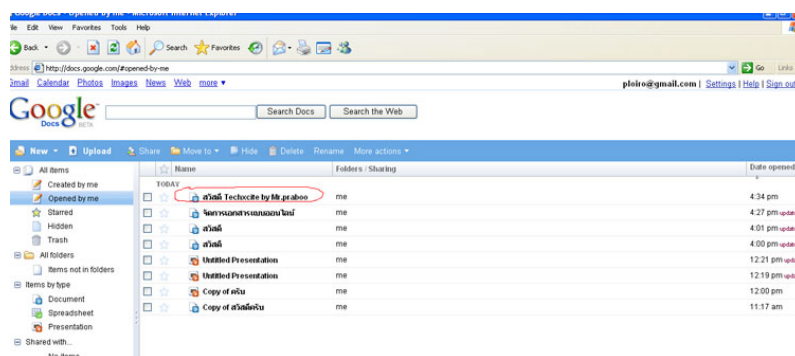 Google Docs - Opened by me - Microsoft Internet Explorer
File Edit View Favorites Tools Help
Back Search Favorites
Address http://docs.google.com/#opened-by-me Go Links
Gmail Calendar Photos Images News Web more ▼ ploiro@gmail.com | Settings | Help | Sign out
Google Docs BETA Search Docs Search the Web
New Upload Share Move to Hide Delete Rename More actions
All items Name Folders / Sharing Date opened
Created by me TODAY
Opened by me สวัสดี Techxcite by Mr.praboo me 4:34 pm
Starred จัดการเอกสารแบบออนไลน์ me 4:27 pm
Hidden สวัสดี me 4:01 pm
Trash สวัสดี me 4:00 pm
All folders Untitled Presentation me 12:21 pm
Items not in folders Untitled Presentation me 12:19 pm
Items by type Copy of ครับ me 12:00 pm
Document Copy of สวัสดีครับ me 11:17 am
Spreadsheet
Presentation
Shared with...
No items